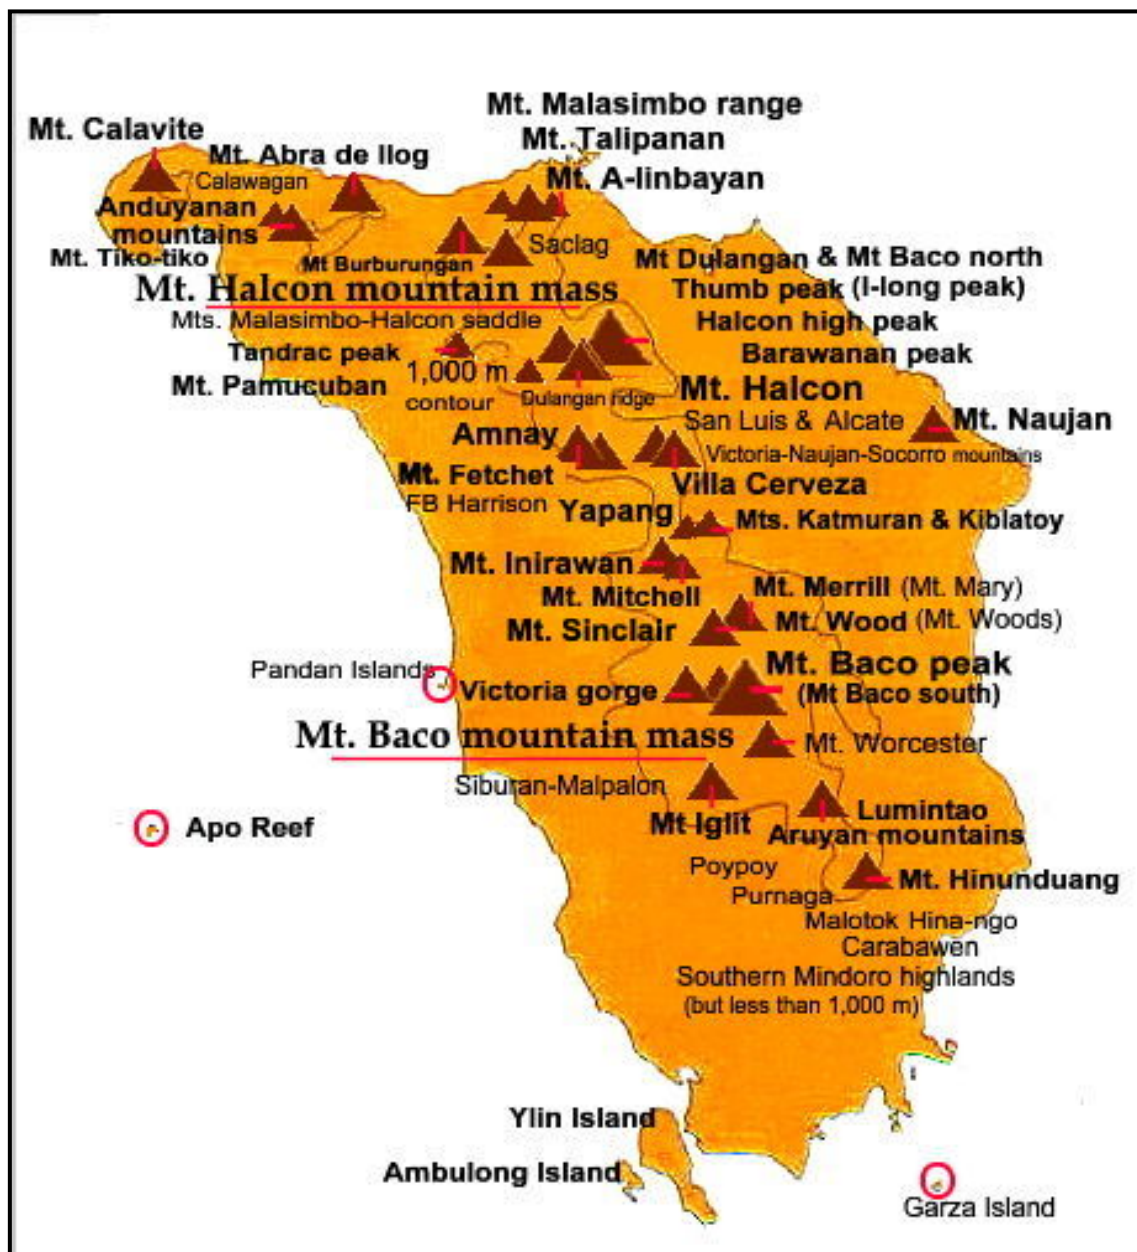 Mt. Malasimbo range
Mt. Calavite
Mt. Talipanan
Mt. Abra de Ilog
Calawagan
Mt. A-linbayan
Anduyanan
mountains
Saclag
Mt. Tiko-tiko
Mt Burburungan
Mt Dulangan & Mt Baco north
Mt. Halcon mountain mass
Thumb peak (I-long peak)
Mts. Malasimbo-Halcon saddle
Halcon high peak
Tandrac peak
Barawanan peak
1,000 m
contour
Mt. Pamucuban
Dulangan ridge
Mt. Halcon
San Luis & Alcate
Mt. Naujan
Amnay
Victoria-Naujan-Socorro mountains
Mt. Fetchet
Villa Cerveza
FB Harrison
Yapang
Mts. Katmuran & Kiblatoy
Mt. Inirawan
Mt. Mitchell
Mt. Merrill (Mt. Mary)
Mt. Sinclair
Mt. Wood (Mt. Woods)
Pandan Islands
Mt. Baco peak
Victoria gorge
(Mt Baco south)
Mt. Baco mountain mass
Mt. Worcester
Siburan-Malpalon
Mt Iglit
Lumintao
Apo Reef
Aruyan mountains
Poypoy
Purnaga
Mt. Hinunduang
Malotok Hina-ngo
Carabawen
Southern Mindoro highlands
(but less than 1,000 m)
Ylin Island
Ambulong Island
Garza Island